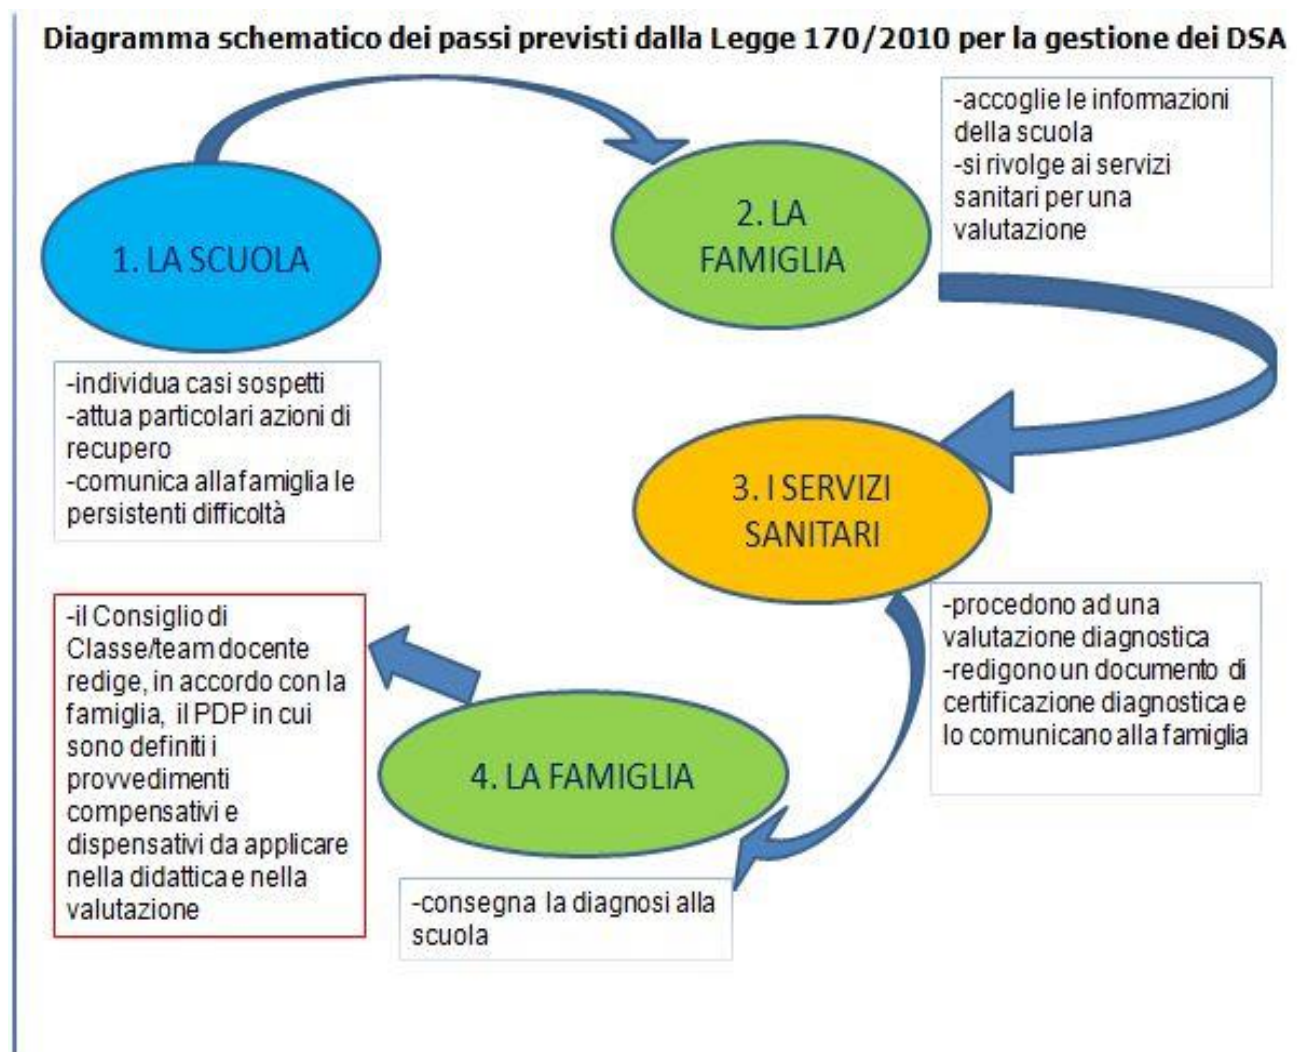 Diagramma schematico dei passi previsti dalla Legge 170/2010 per la gestione dei DSA
1. LA SCUOLA
-individua casi sospetti
-attua particolari azioni di
recupero
-comunica alla famiglia le
persistenti difficoltà
2. LA
FAMIGLIA
-accoglie le informazioni
della scuola
-si rivolge ai servizi
sanitari per una
valutazione
3. I SERVIZI
SANITARI
-procedono ad una
valutazione diagnostica
-redigono un documento di
certificazione diagnostica e
lo comunicano alla famiglia
4. LA FAMIGLIA
-consegna la diagnosi alla
scuola
-il Consiglio di
Classe/team docente
redige, in accordo con la
famiglia, il PDP in cui
sono definiti i
provvedimenti
compensativi e
dispensativi da applicare
nella didattica e nella
valutazione